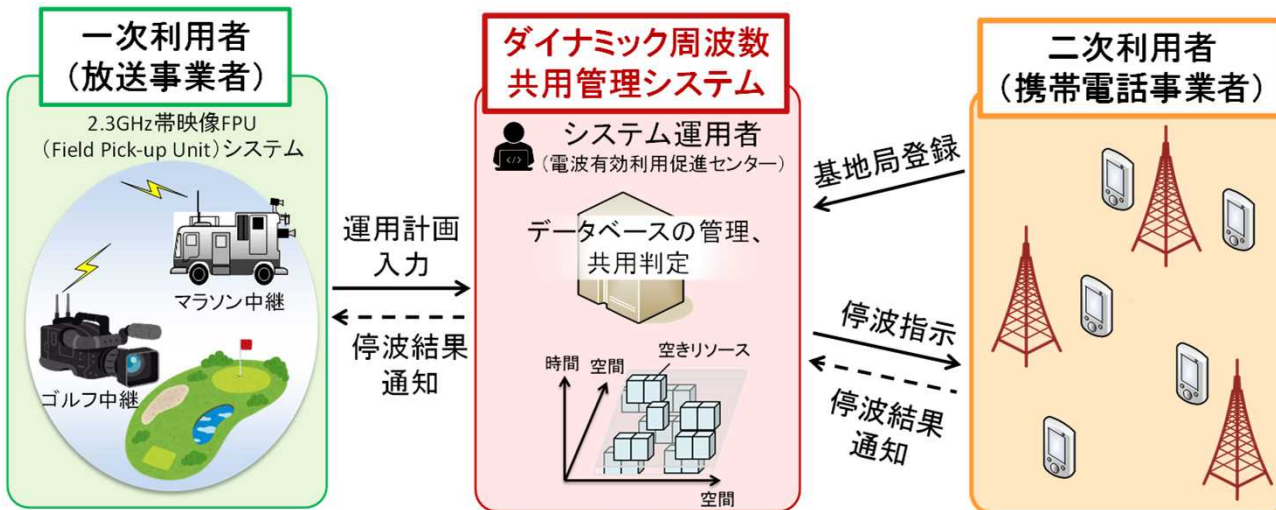 一次利用者
（放送事業者）
2.3GHz帯映像FPU
（Field Pick-up Unit）システム
マラソン中継
ゴルフ中継
運用計画
入力
停波結果
通知
ダイナミック周波数
共用管理システム
システム運用者
（電波有効利用促進センター）
データベースの管理、
共用判定
空きリソース
時間
空間
空間
基地局登録
停波指示
停波結果
通知
二次利用者
（携帯電話事業者）